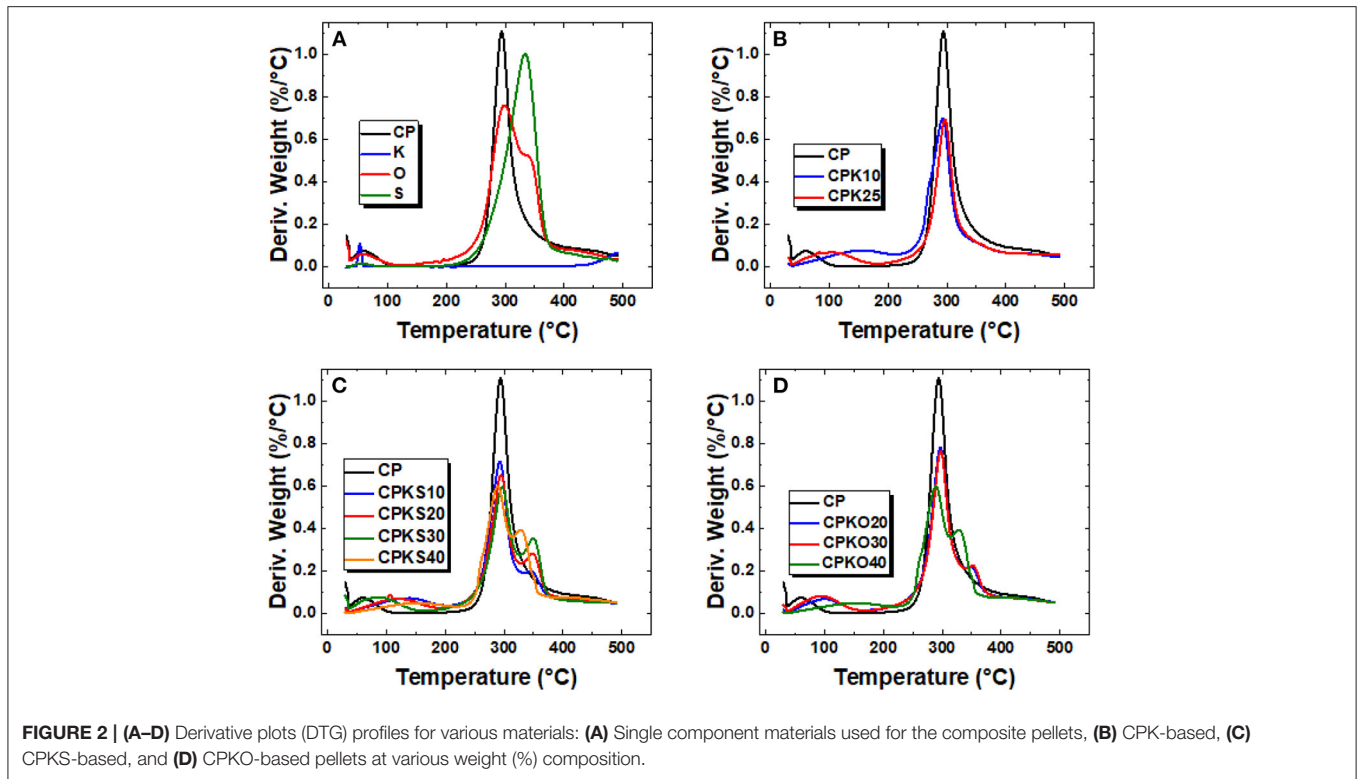 A
Deriv. Weight (%/°C)
1.0
0.8
0.6
0.4
0.2
0.0
CP
K
O
S
0 100 200 300 400 500
Temperature (°C)
B
Deriv. Weight (%/°C)
1.0
0.8
0.6
0.4
0.2
0.0
CP
CPK10
CPK25
0 100 200 300 400 500
Temperature (°C)
C
Deriv. Weight (%/°C)
1.0
0.8
0.6
0.4
0.2
0.0
CP
CPKS10
CPKS20
CPKS30
CPKS40
0 100 200 300 400 500
Temperature (°C)
D
Deriv. Weight (%/°C)
1.0
0.8
0.6
0.4
0.2
0.0
CP
CPKO20
CPKO30
CPKO40
0 100 200 300 400 500
Temperature (°C)
FIGURE 2 | (A–D) Derivative plots (DTG) profiles for various materials: (A) Single component materials used for the composite pellets, (B) CPK-based, (C)
CPKS-based, and (D) CPKO-based pellets at various weight (%) composition.